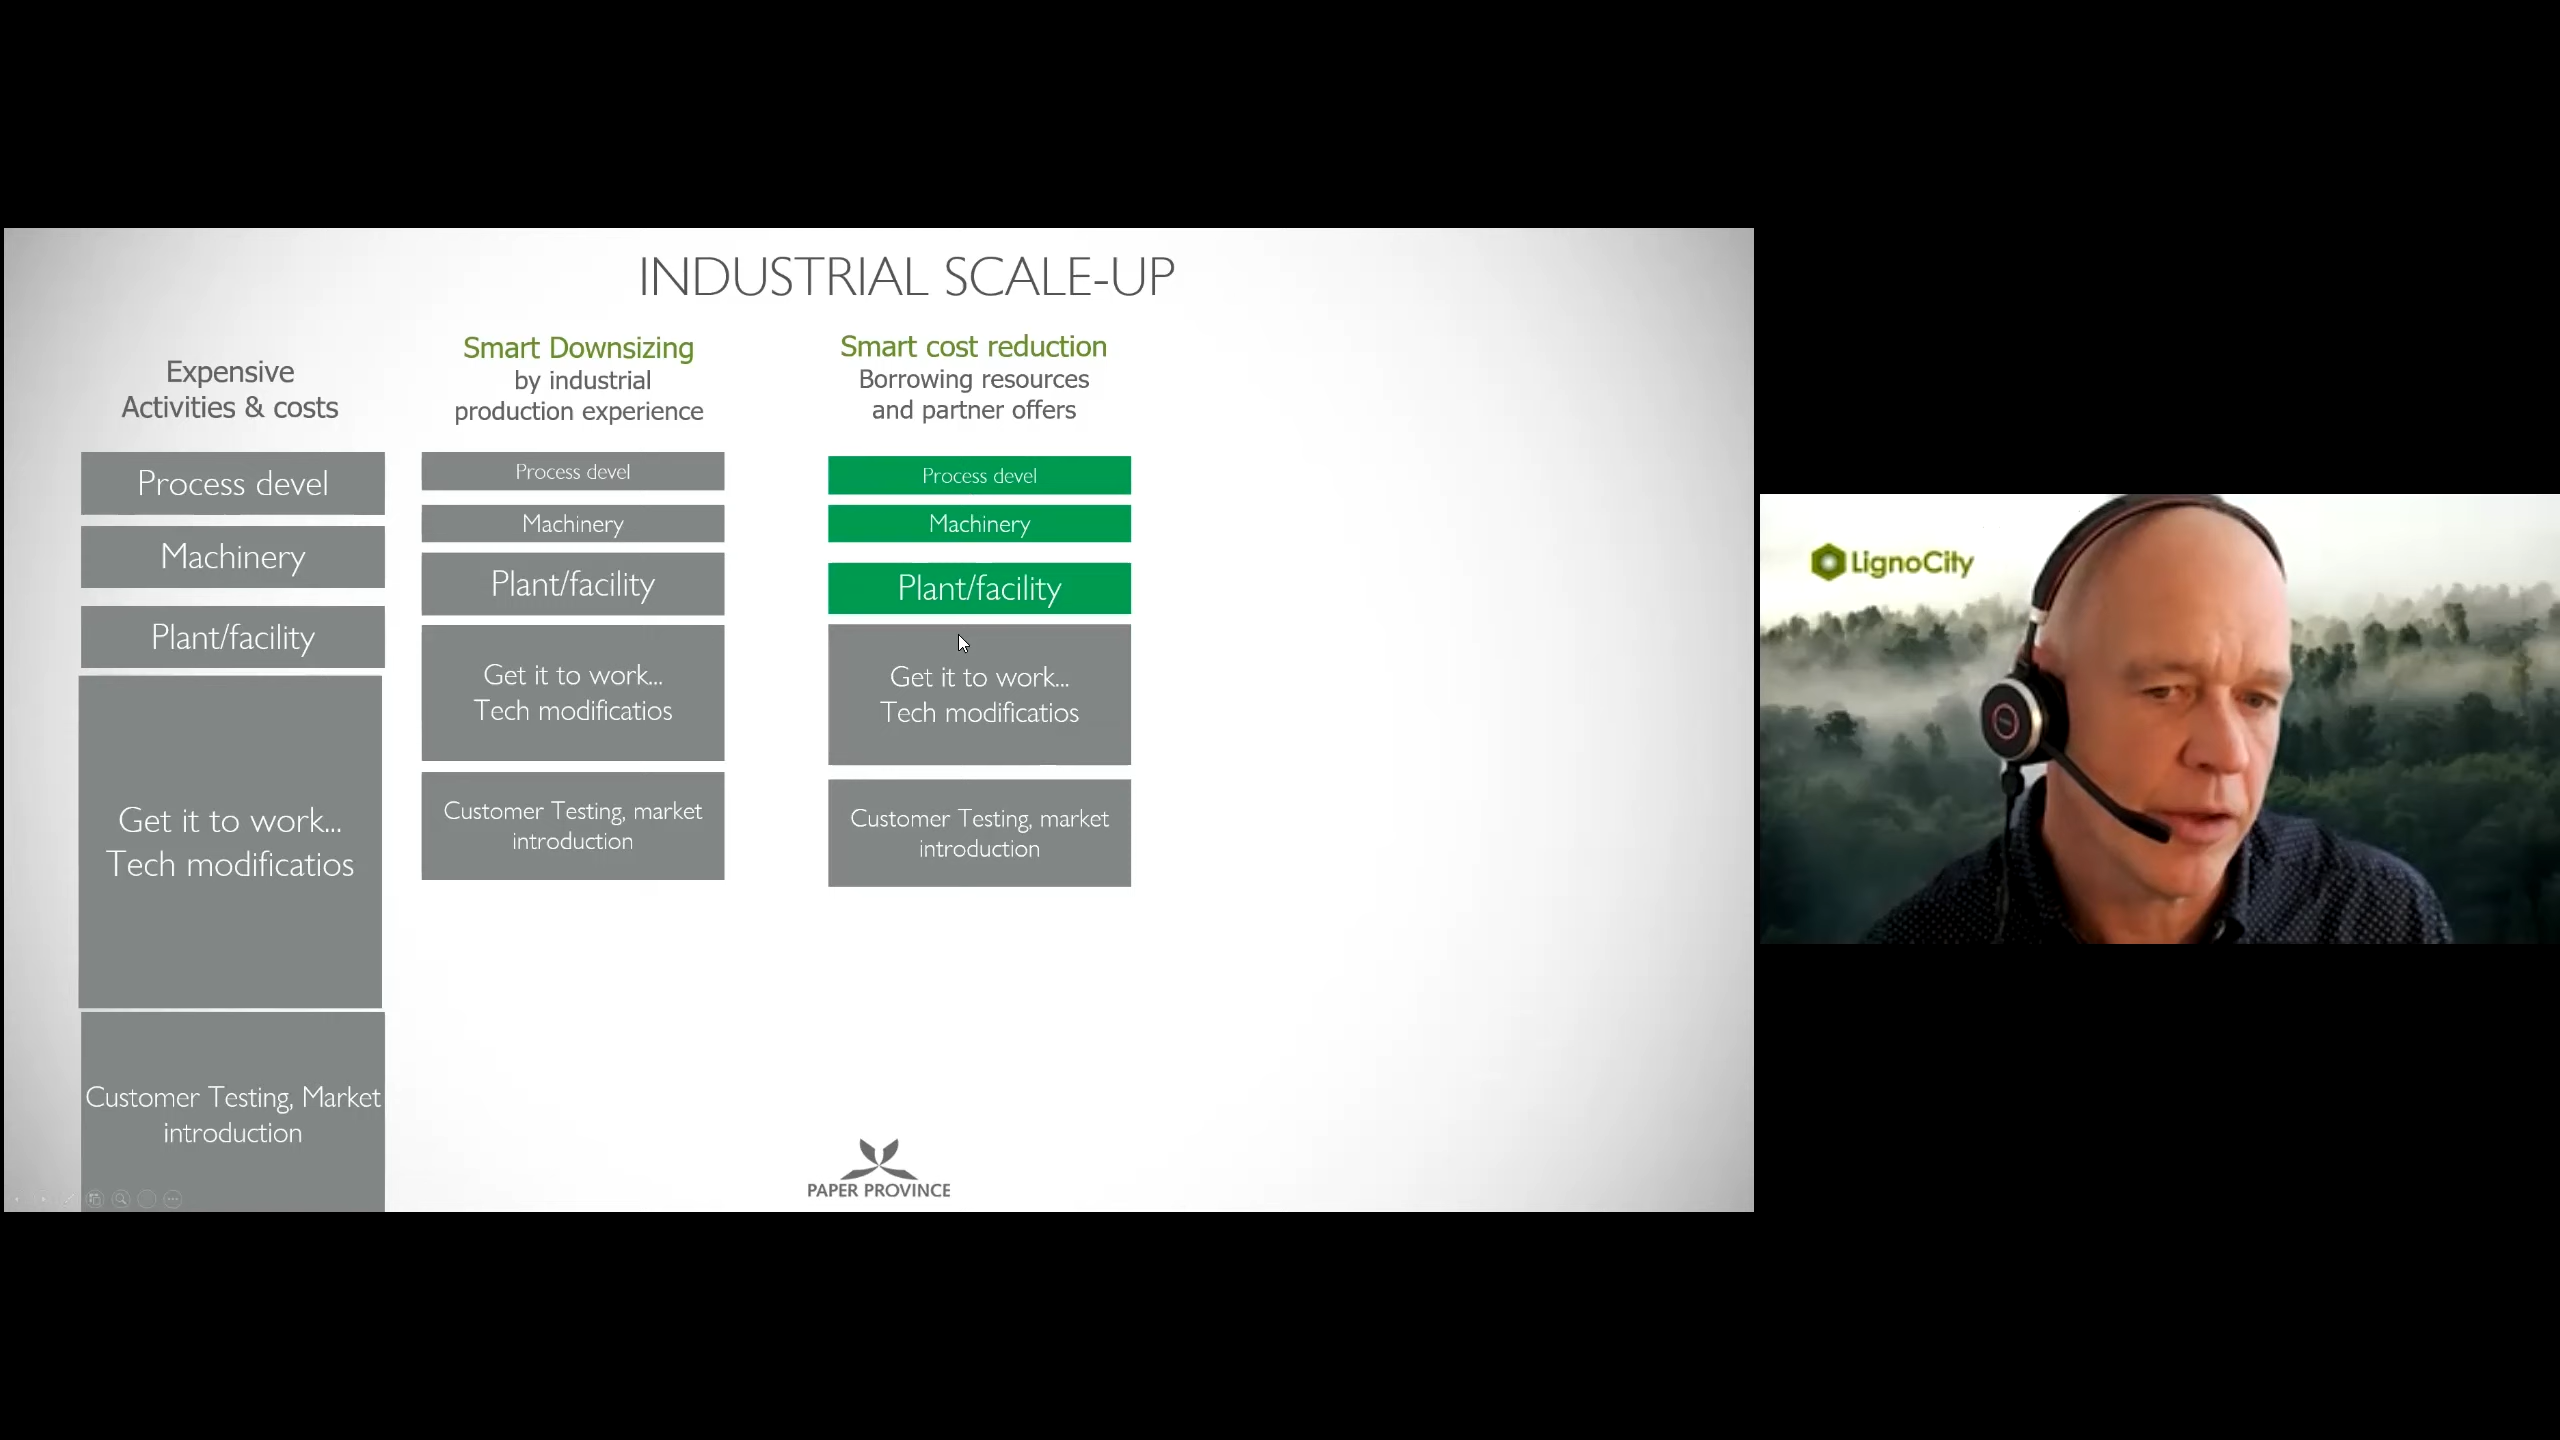 INDUSTRIAL SCALE-UP
Expensive
Activities & costs
Process devel
Machinery
Plant/facility
Get it to work...
Tech modificatios
Customer Testing, Market
introduction
Smart Downsizing
by industrial
production experience
Process devel
Machinery
Plant/facility
Get it to work...
Tech modificatios
Customer Testing, market
introduction
Smart cost reduction
Borrowing resources
and partner offers
Process devel
Machinery
Plant/facility
Get it to work...
Tech modificatios
Customer Testing, market
introduction
PAPER PROVINCE
LignoCity